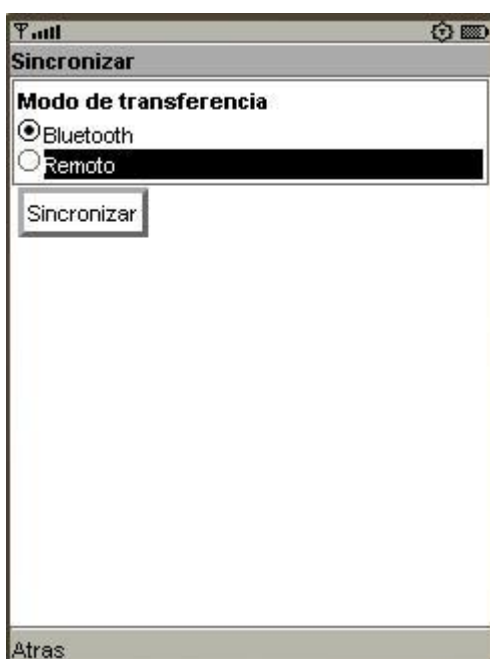 Sincronizar
Modo de transferencia
Bluetooth
Remoto
Sincronizar
Atras